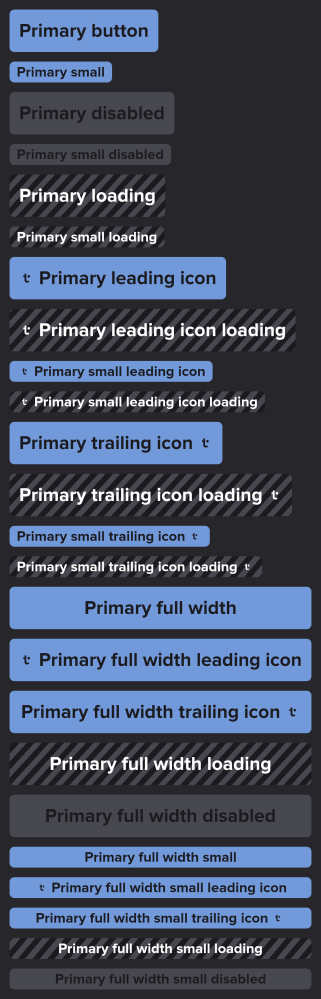 Primary button
Primary small
Primary disabled
Primary small disabled
Primary loading
Primary small loading
Primary leading icon
Primary leading icon loading
Primary small leading icon
Primary small leading icon loading
Primary trailing icon
Primary trailing icon loading
Primary small trailing icon
Primary small trailing icon loading
Primary full width
Primary full width leading icon
Primary full width trailing icon
Primary full width loading
Primary full width disabled
Primary full width small
Primary full width small leading icon
Primary full width small trailing icon
Primary full width small loading
Primary full width small disabled